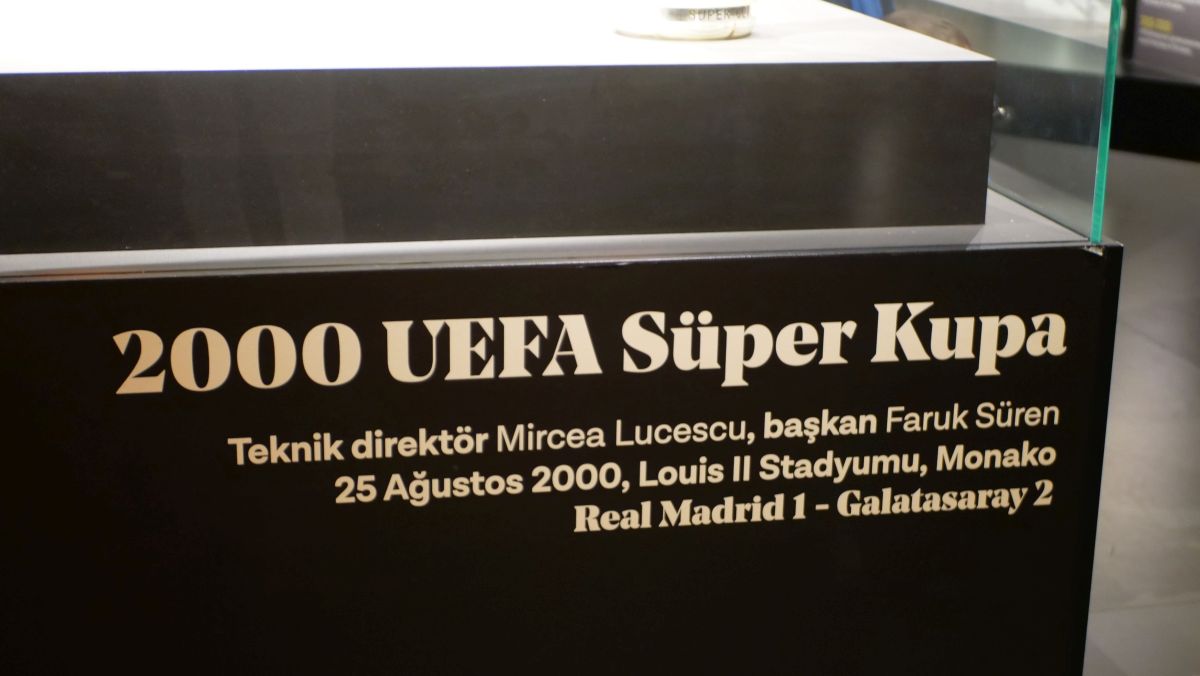 SÜPER
2000 UEFA Süper Kupa
Teknik direktör Mircea Lucescu, başkan Faruk Süren
25 Ağustos 2000, Louis II Stadyumu, Monako
Real Madrid 1 - Galatasaray 2